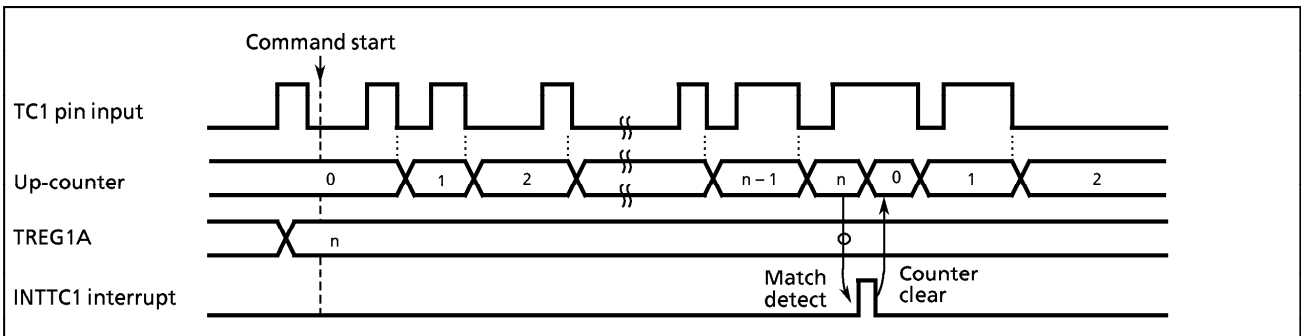 Command start
TC1 pin input
Up-counter
0 1 2 n – 1 n 0 1 2
TREG1A
n
Match
detect
Counter
clear
INTTC1 interrupt